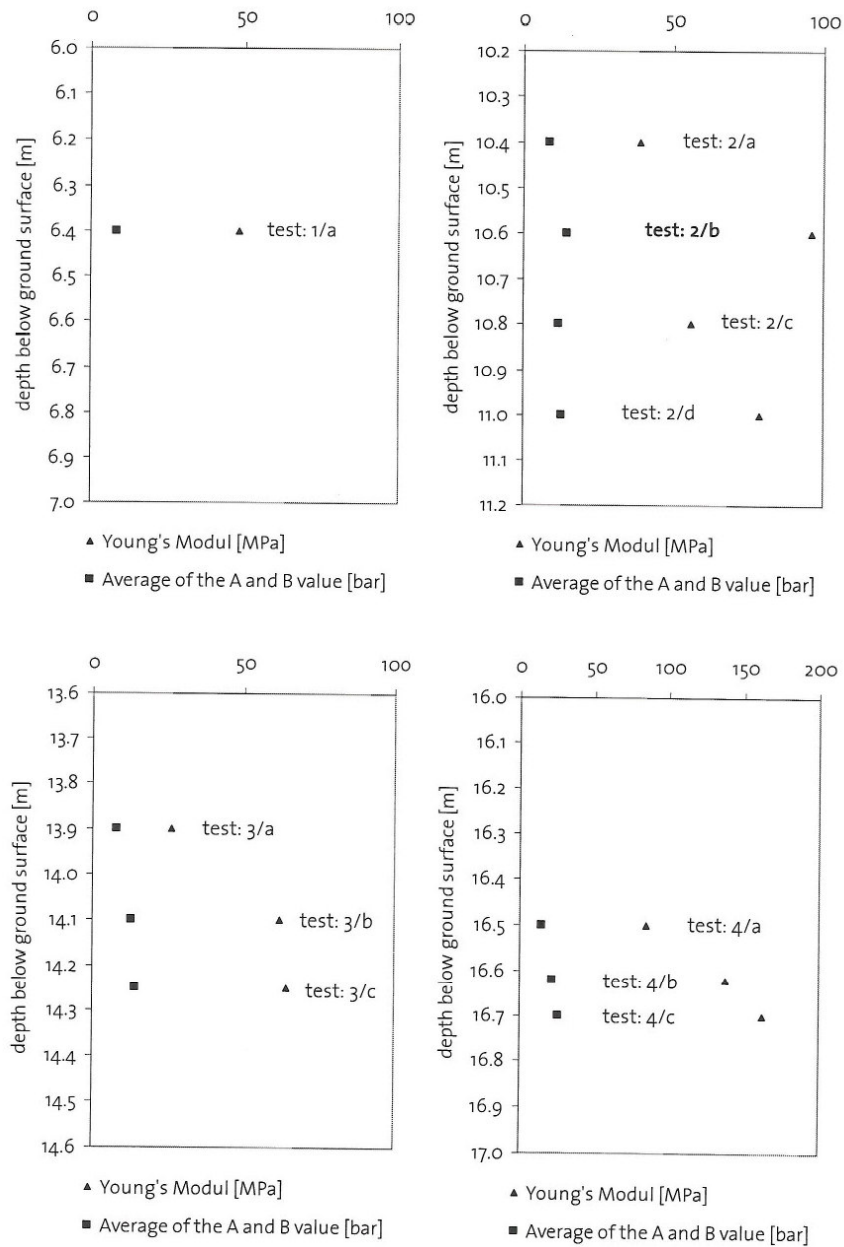 0 50 100
depth below ground surface [m]
6.0
6.1
6.2
6.3
6.4
6.5
6.6
6.7
6.8
6.9
7.0
test: 1/a
▲ Young's Modul [MPa]
■ Average of the A and B value [bar]
0 50 100
depth below ground surface [m]
10.2
10.3
10.4
10.5
10.6
10.7
10.8
10.9
11.0
11.1
11.2
test: 2/a
test: 2/b
test: 2/c
test: 2/d
▲ Young's Modul [MPa]
■ Average of the A and B value [bar]
0 50 100
depth below ground surface [m]
13.6
13.7
13.8
13.9
14.0
14.1
14.2
14.3
14.4
14.5
14.6
test: 3/a
test: 3/b
test: 3/c
▲ Young's Modul [MPa]
■ Average of the A and B value [bar]
0 50 100 150 200
depth below ground surface [m]
16.0
16.1
16.2
16.3
16.4
16.5
16.6
16.7
16.8
16.9
17.0
test: 4/a
test: 4/b
test: 4/c
▲ Young's Modul [MPa]
■ Average of the A and B value [bar]